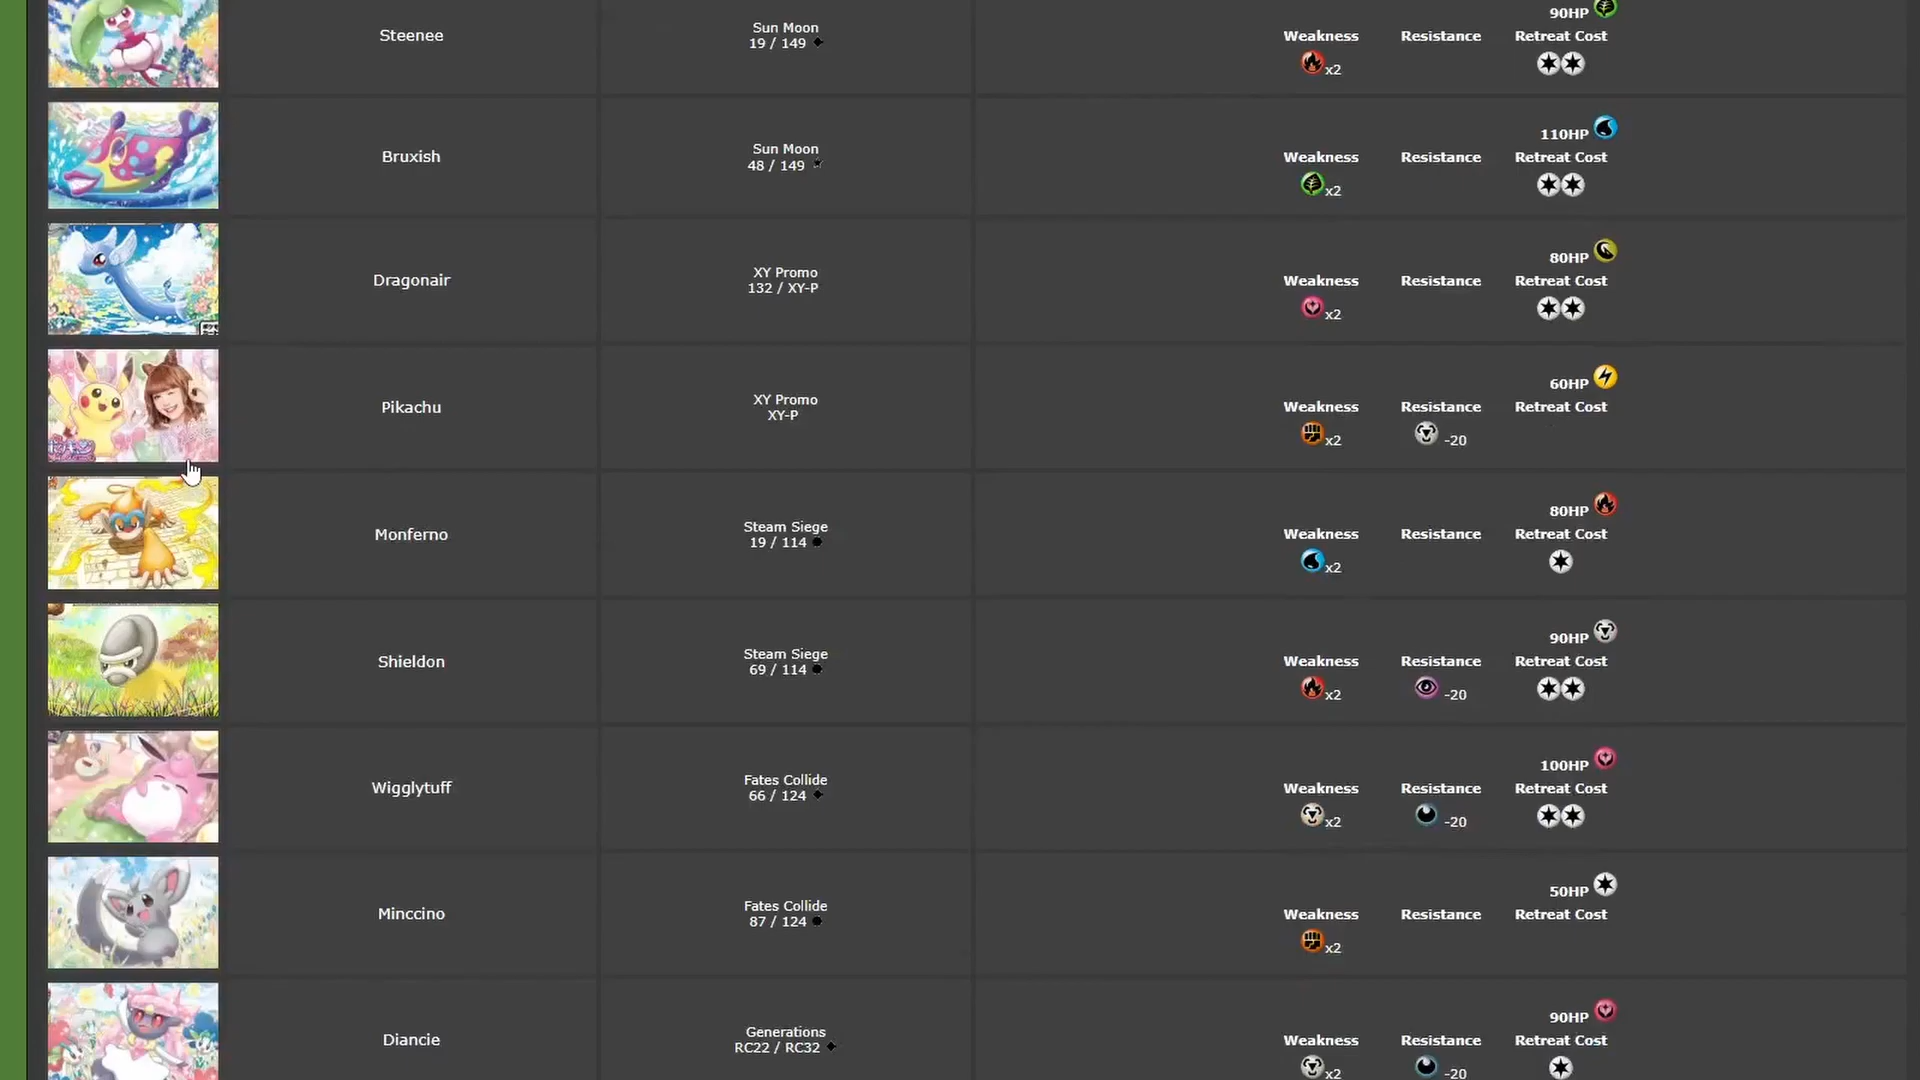 90HP
Steenee
Sun Moon
19 / 149
Weakness Resistance Retreat Cost
x2
110HP
Bruxish
Sun Moon
48 / 149
Weakness Resistance Retreat Cost
x2
80HP
Dragonair
XY Promo
132 / XY-P
Weakness Resistance Retreat Cost
x2
60HP
Pikachu
XY Promo
XY-P
Weakness Resistance Retreat Cost
x2 -20
80HP
Monferno
Steam Siege
19 / 114
Weakness Resistance Retreat Cost
x2
90HP
Shieldon
Steam Siege
69 / 114
Weakness Resistance Retreat Cost
x2 -20
100HP
Wigglytuff
Fates Collide
66 / 124
Weakness Resistance Retreat Cost
x2 -20
50HP
Minccino
Fates Collide
87 / 124
Weakness Resistance Retreat Cost
x2
90HP
Diancie
Generations
RC22 / RC32
Weakness Resistance Retreat Cost
x2 -20